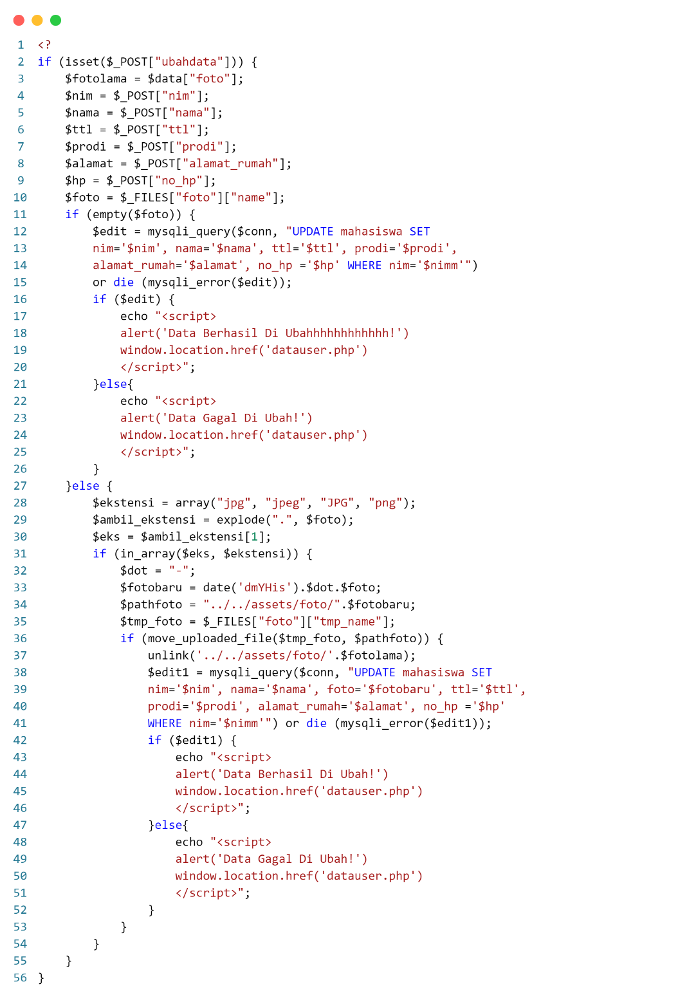 1 <?
2 if (isset($_POST["ubahdata"])) {
3     $fotolama = $data["foto"];
4     $nim = $_POST["nim"];
5     $nama = $_POST["nama"];
6     $ttl = $_POST["ttl"];
7     $prodi = $_POST["prodi"];
8     $alamat = $_POST["alamat_rumah"];
9     $hp = $_POST["no_hp"];
10     $foto = $_FILES["foto"]["name"];
11     if (empty($foto)) {
12         $edit = mysqli_query($conn, "UPDATE mahasiswa SET
13         nim='$nim', nama='$nama', ttl='$ttl', prodi='$prodi',
14         alamat_rumah='$alamat', no_hp ='$hp' WHERE nim='$nimm'")
15         or die (mysqli_error($edit));
16         if ($edit) {
17             echo "<script>
18             alert('Data Berhasil Di Ubahhhhhhhhhhhh!')
19             window.location.href('datauser.php')
20             </script>";
21         }else{
22             echo "<script>
23             alert('Data Gagal Di Ubah!')
24             window.location.href('datauser.php')
25             </script>";
26         }
27     }else {
28         $ekstensi = array("jpg", "jpeg", "JPG", "png");
29         $ambil_ekstensi = explode(".", $foto);
30         $eks = $ambil_ekstensi[1];
31         if (in_array($eks, $ekstensi)) {
32             $dot = "-";
33             $fotobaru = date('dmYHis').$dot.$foto;
34             $pathfoto = "../../assets/foto/".$fotobaru;
35             $tmp_foto = $_FILES["foto"]["tmp_name"];
36             if (move_uploaded_file($tmp_foto, $pathfoto)) {
37                 unlink('../../assets/foto/'.$fotolama);
38                 $edit1 = mysqli_query($conn, "UPDATE mahasiswa SET
39                 nim='$nim', nama='$nama', foto='$fotobaru', ttl='$ttl',
40                 prodi='$prodi', alamat_rumah='$alamat', no_hp ='$hp'
41                 WHERE nim='$nimm'") or die (mysqli_error($edit1));
42                 if ($edit1) {
43                     echo "<script>
44                     alert('Data Berhasil Di Ubah!')
45                     window.location.href('datauser.php')
46                     </script>";
47                 }else{
48                     echo "<script>
49                     alert('Data Gagal Di Ubah!')
50                     window.location.href('datauser.php')
51                     </script>";
52                 }
53             }
54         }
55     }
56 }